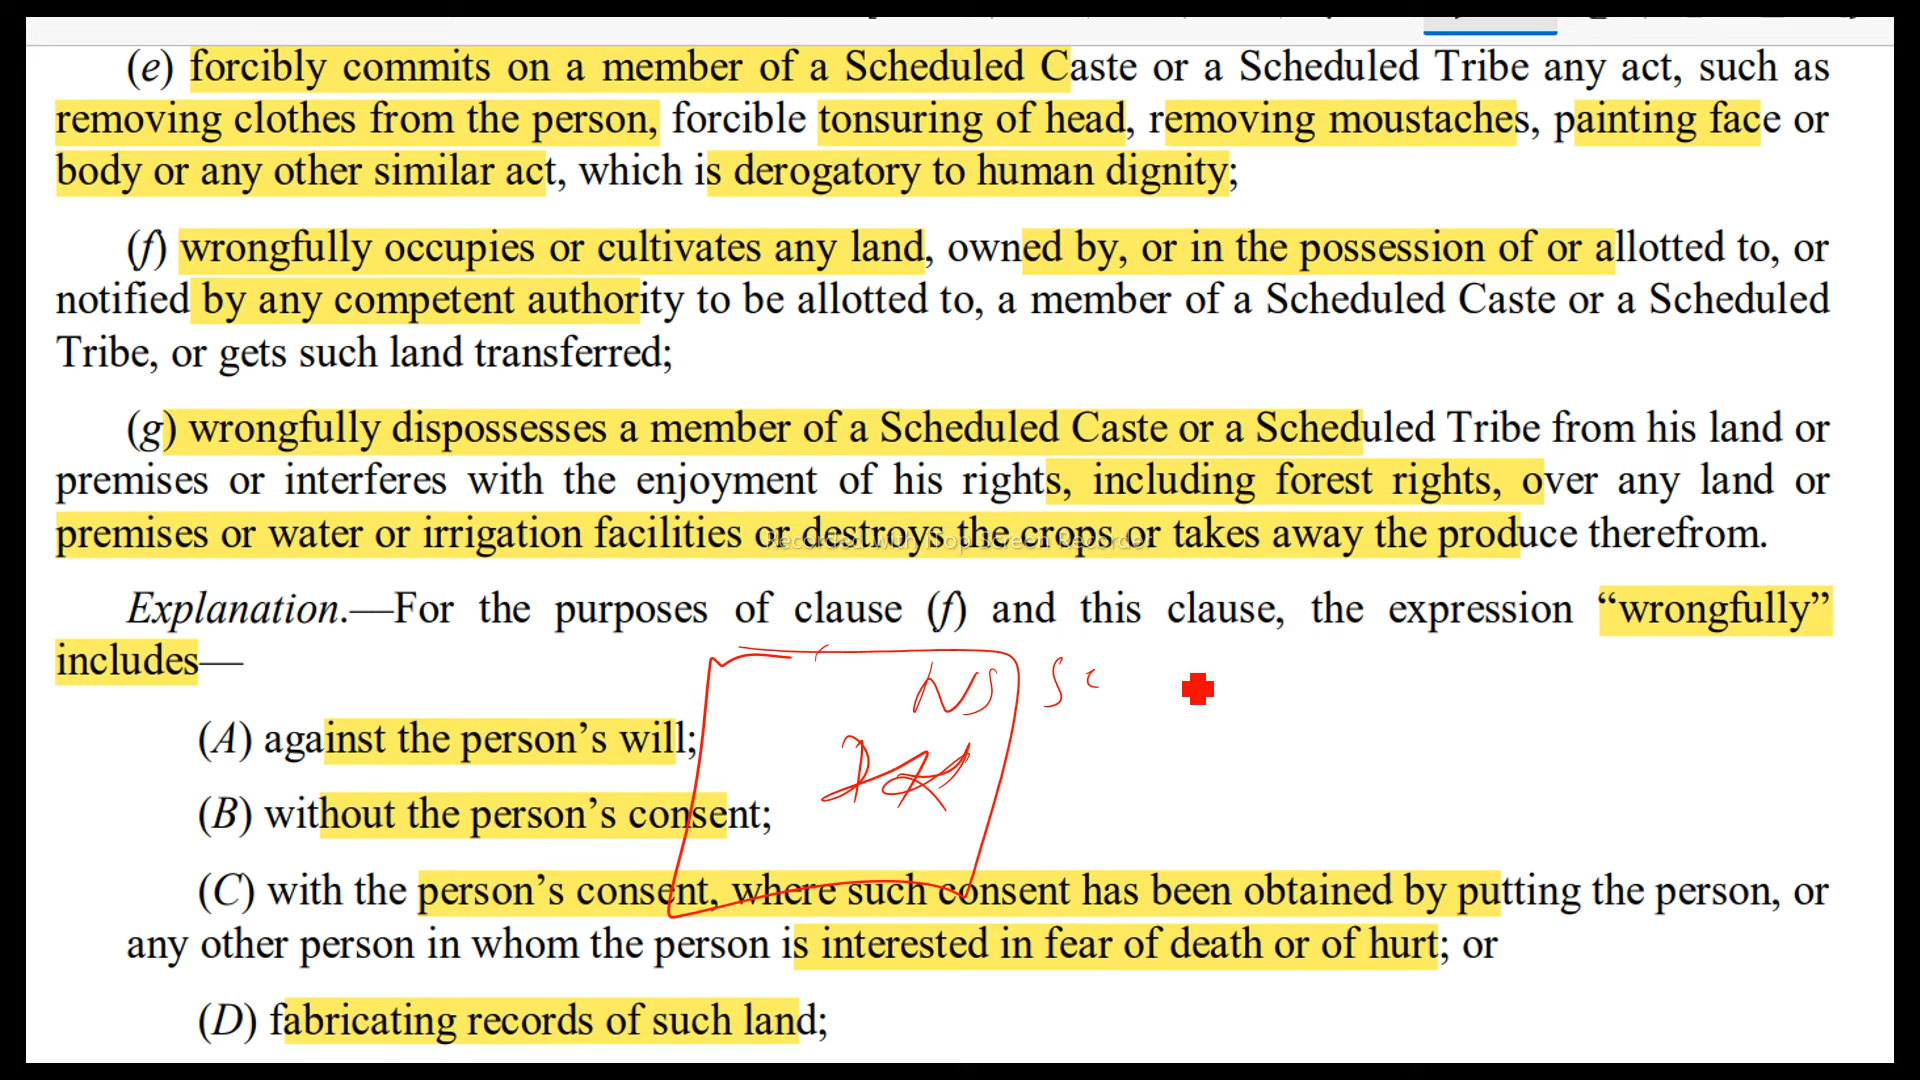 (e) forcibly commits on a member of a Scheduled Caste or a Scheduled Tribe any act, such as
removing clothes from the person, forcible tonsuring of head, removing moustaches, painting face or
body or any other similar act, which is derogatory to human dignity;
(f) wrongfully occupies or cultivates any land, owned by, or in the possession of or allotted to, or
notified by any competent authority to be allotted to, a member of a Scheduled Caste or a Scheduled
Tribe, or gets such land transferred;
(g) wrongfully dispossesses a member of a Scheduled Caste or a Scheduled Tribe from his land or
premises or interferes with the enjoyment of his rights, including forest rights, over any land or
premises or water or irrigation facilities or destroys the crops or takes away the produce therefrom.
Recorded with iTop Screen Recorder
Explanation.—For the purposes of clause (f) and this clause, the expression “wrongfully”
includes—
NS Sc
(A) against the person’s will;
(B) without the person’s consent;
(C) with the person’s consent, where such consent has been obtained by putting the person, or
any other person in whom the person is interested in fear of death or of hurt; or
(D) fabricating records of such land;